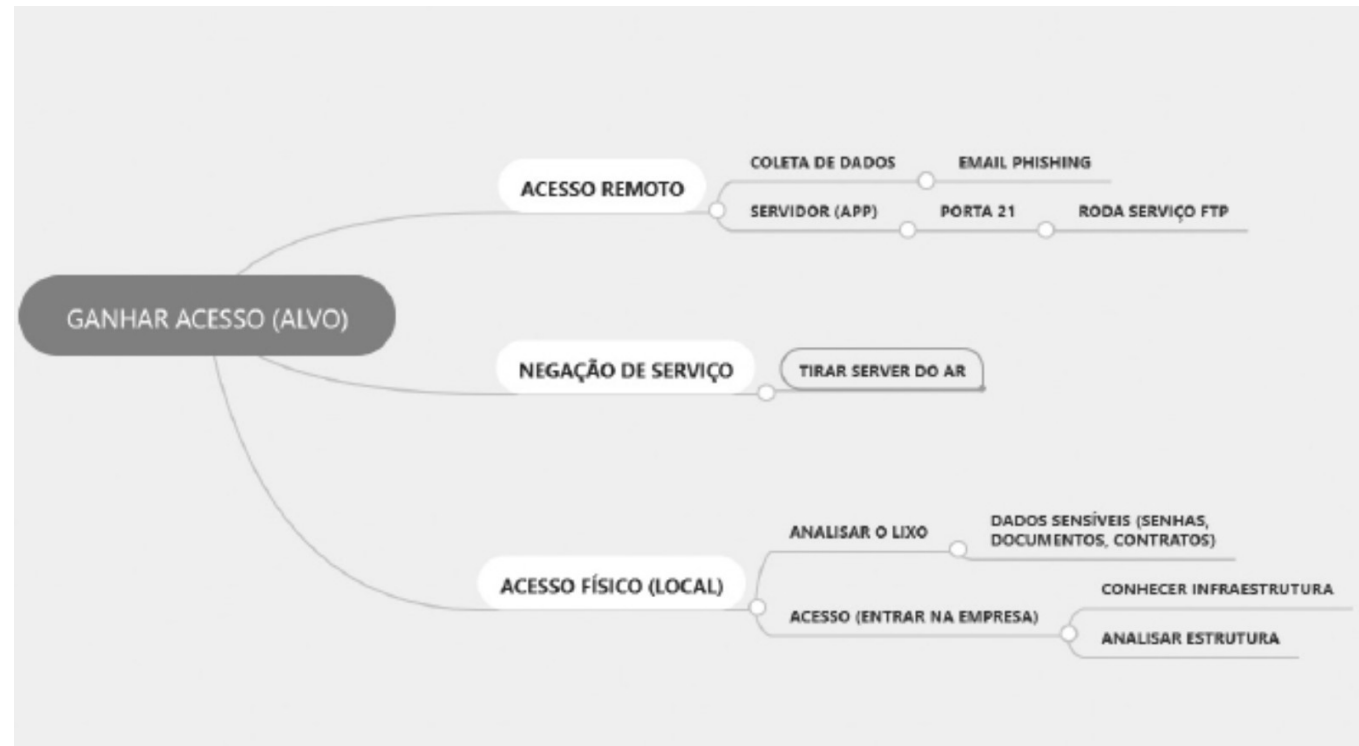 ACESSO REMOTO
COLETA DE DADOS
EMAIL PHISHING
SERVIDOR (APP)
PORTA 21
RODA SERVIÇO FTP
GANHAR ACESSO (ALVO)
NEGAÇÃO DE SERVIÇO
TIRAR SERVER DO AR
ACESSO FÍSICO (LOCAL)
ANALISAR O LIXO
DADOS SENSÍVEIS (SENHAS,
DOCUMENTOS, CONTRATOS)
ACESSO (ENTRAR NA EMPRESA)
CONHECER INFRAESTRUTURA
ANALISAR ESTRUTURA